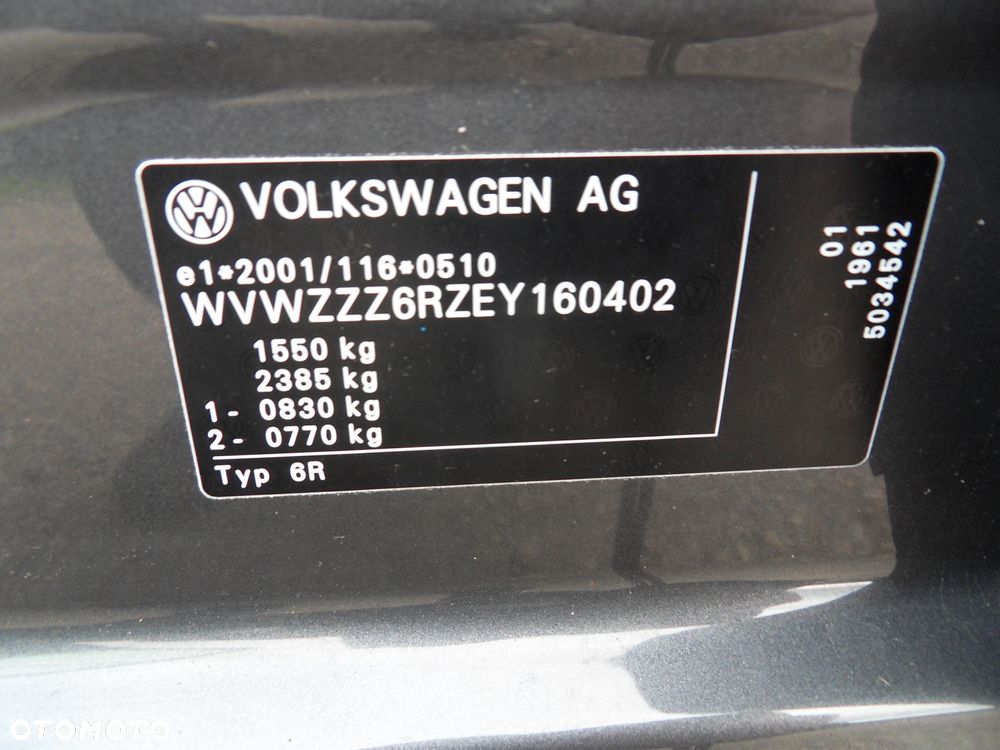 VOLKSWAGEN AG
e1*2001/116*0510
WVWZZZ6RZEY160402
1550 kg
2385 kg
1- 0830 kg
2- 0770 kg
Typ 6R
01
1961
5034542
OTOMOTO